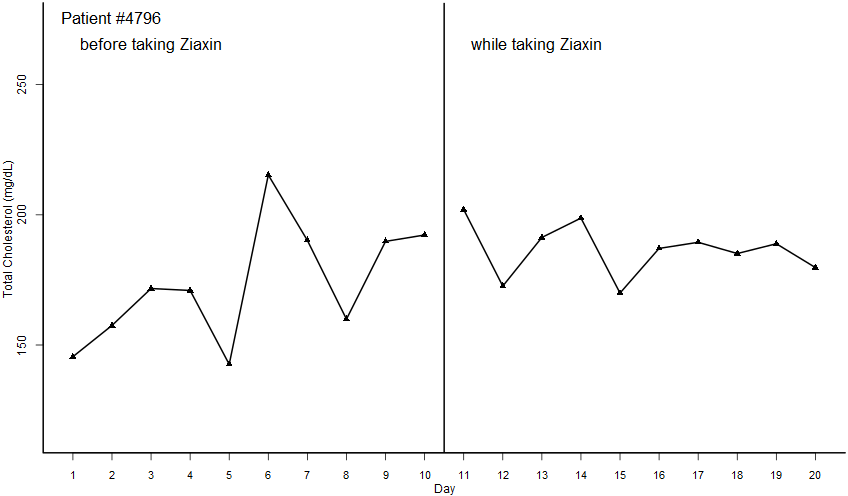 Patient #4796
before taking Ziaxin
while taking Ziaxin
Total Cholesterol (mg/dL)
250
200
150
1 2 3 4 5 6 7 8 9 10 11 12 13 14 15 16 17 18 19 20
Day